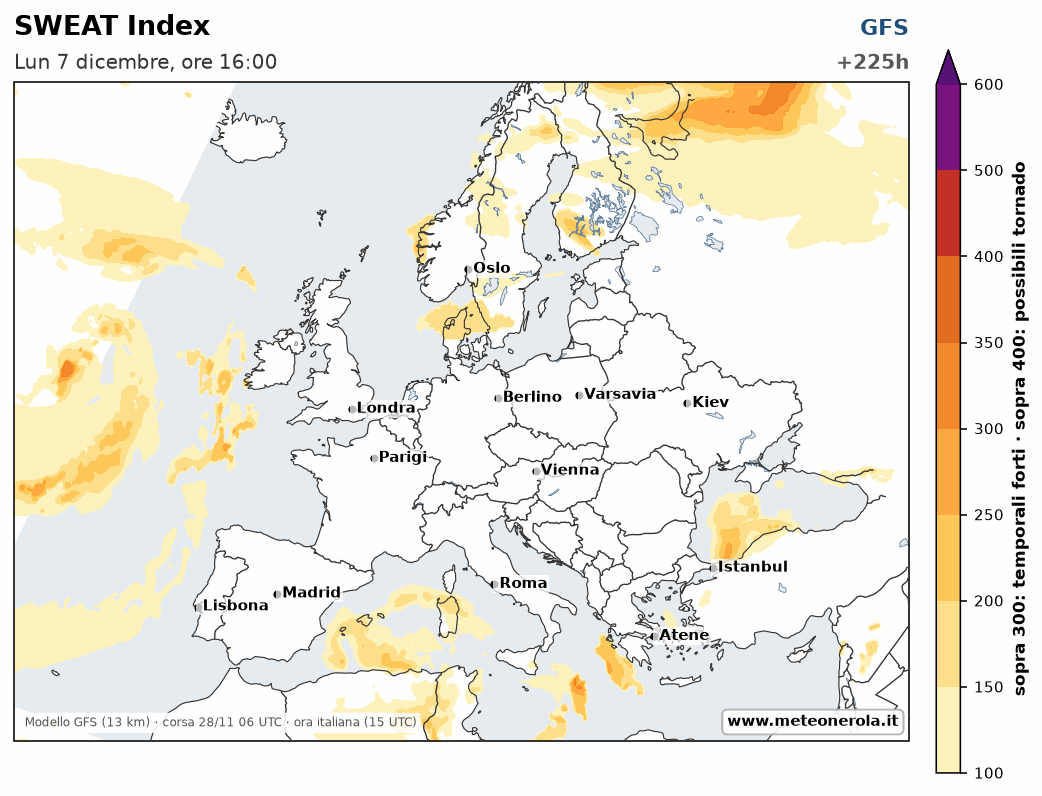 SWEAT Index
GFS
Lun 7 dicembre, ore 16:00
+225h
600
500
400
350
300
250
200
150
100
sopra 300: temporali forti · sopra 400: possibili tornado
Oslo
Berlino
Varsavia
Kiev
Londra
Parigi
Vienna
Istanbul
Roma
Madrid
Lisbona
Atene
Modello GFS (13 km) · corsa 28/11 06 UTC · ora italiana (15 UTC)
www.meteonerola.it